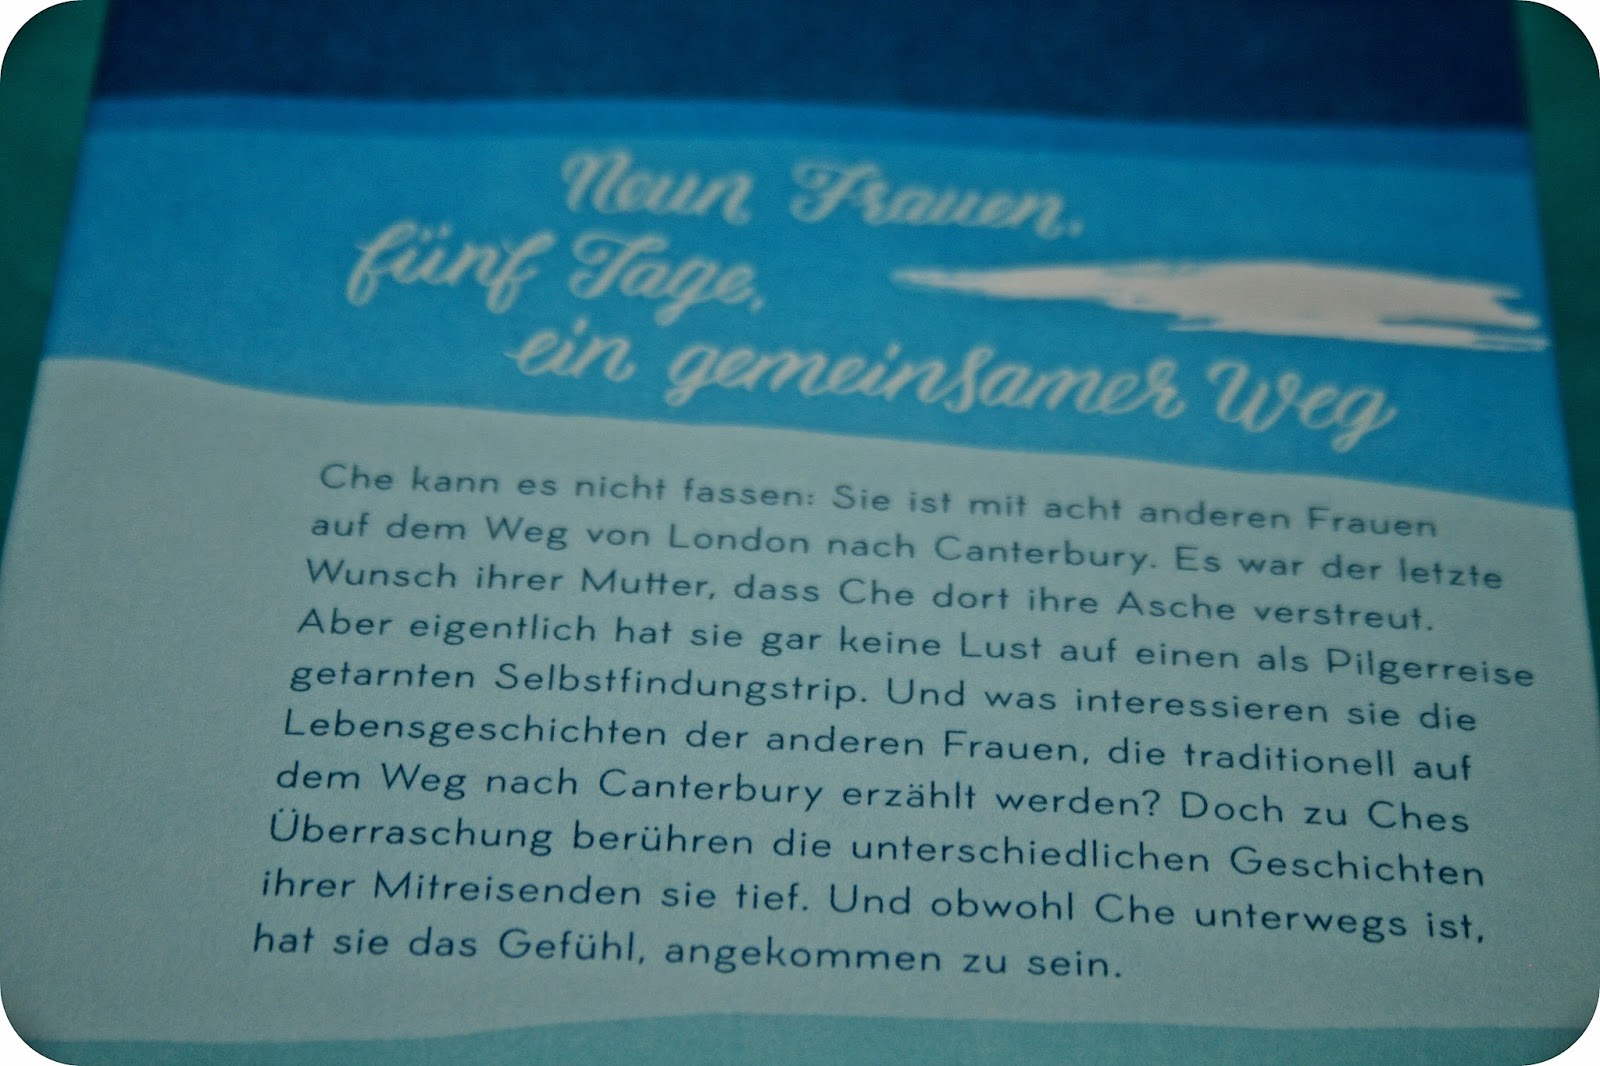 Neun Frauen,
fünf Tage,
ein gemeinsamer Weg
Che kann es nicht fassen: Sie ist mit acht anderen Frauen
auf dem Weg von London nach Canterbury. Es war der letzte
Wunsch ihrer Mutter, dass Che dort ihre Asche verstreut.
Aber eigentlich hat sie gar keine Lust auf einen als Pilgerreise
getarnten Selbstfindungstrip. Und was interessieren sie die
Lebensgeschichten der anderen Frauen, die traditionell auf
dem Weg nach Canterbury erzählt werden? Doch zu Ches
Überraschung berühren die unterschiedlichen Geschichten
ihrer Mitreisenden sie tief. Und obwohl Che unterwegs ist,
hat sie das Gefühl, angekommen zu sein.